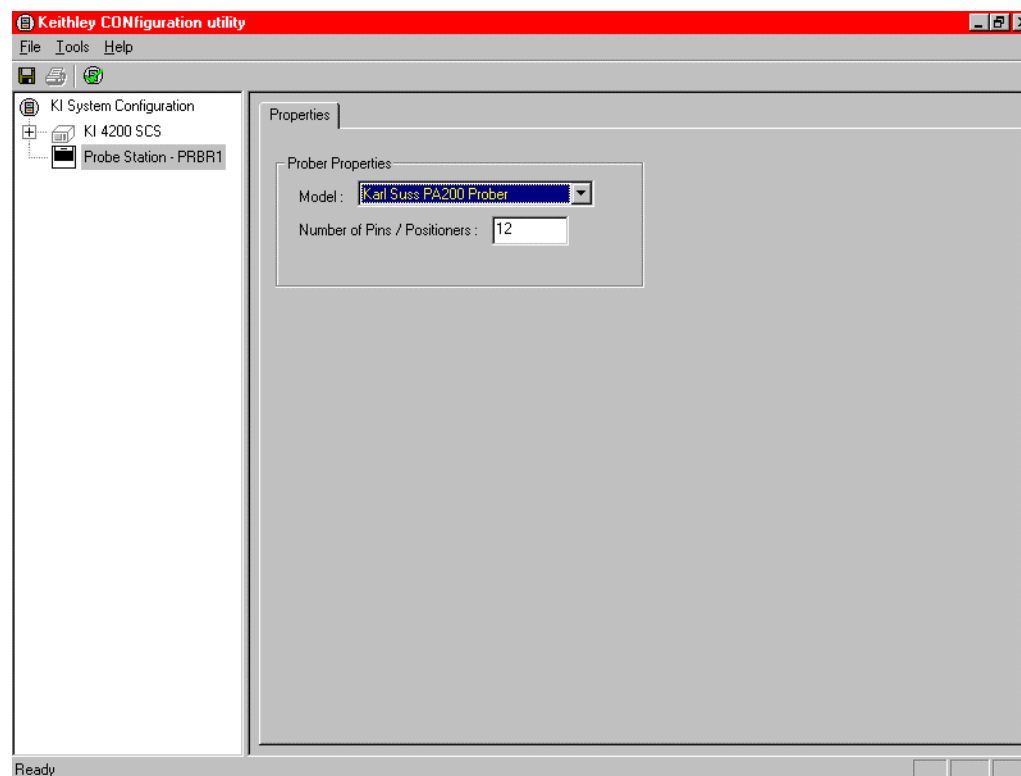 Keithley CONfiguration utility
File Tools Help
KI System Configuration
KI 4200 SCS
Probe Station - PRBR1
Properties
Prober Properties
Model : Karl Suss PA200 Prober
Number of Pins / Positioners : 12
Ready